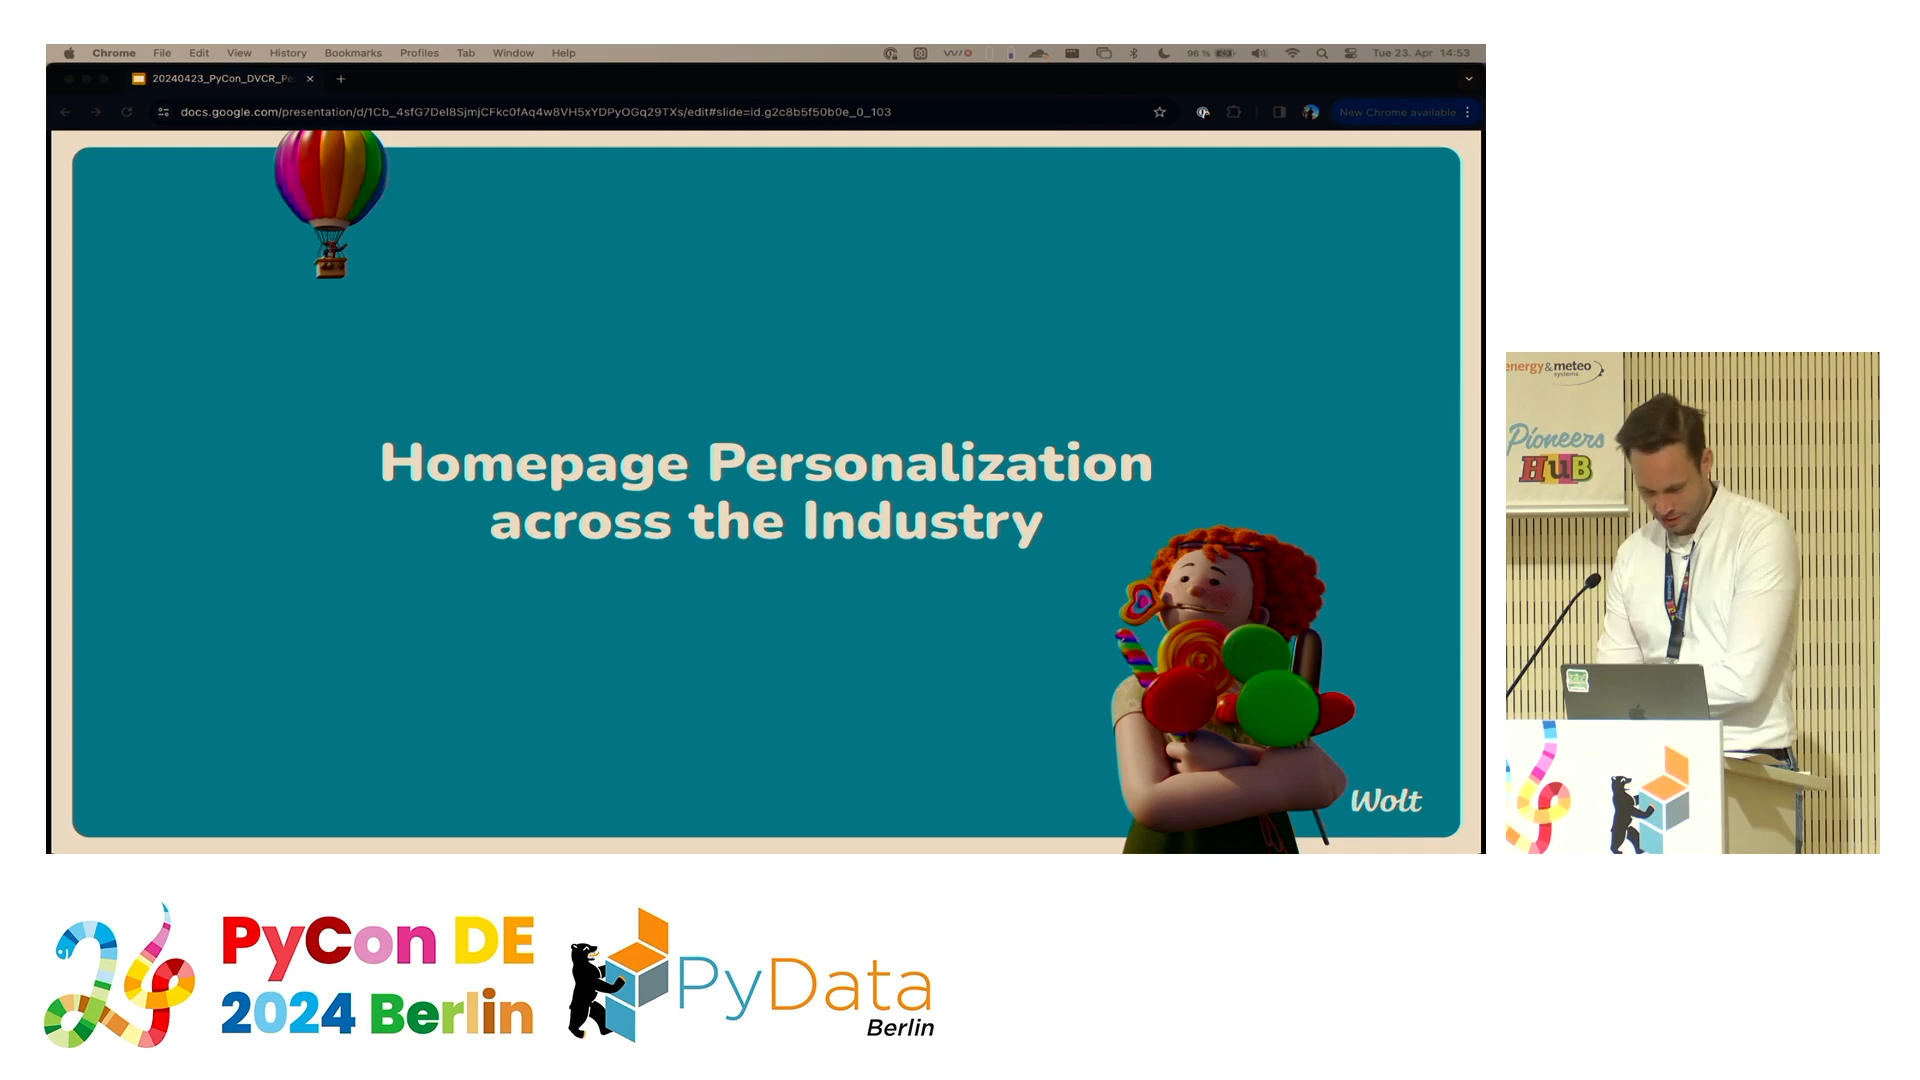 Chrome File Edit View History Bookmarks Profiles Tab Window Help 96 % Tue 23. Apr 14:53
20240423_PyCon_DVCR_Pe
docs.google.com/presentation/d/1Cb_4sfG7Del8SjmjCFkc0fAq4w8VH5xYDPyOGq29TXs/edit#slide=id.g2c8b5f50b0e_0_103 New Chrome available
Homepage Personalization
across the Industry
Wolt
energy&meteo
systems
Pioneers
HuB
PyCon DE
2024 Berlin
PyData
Berlin